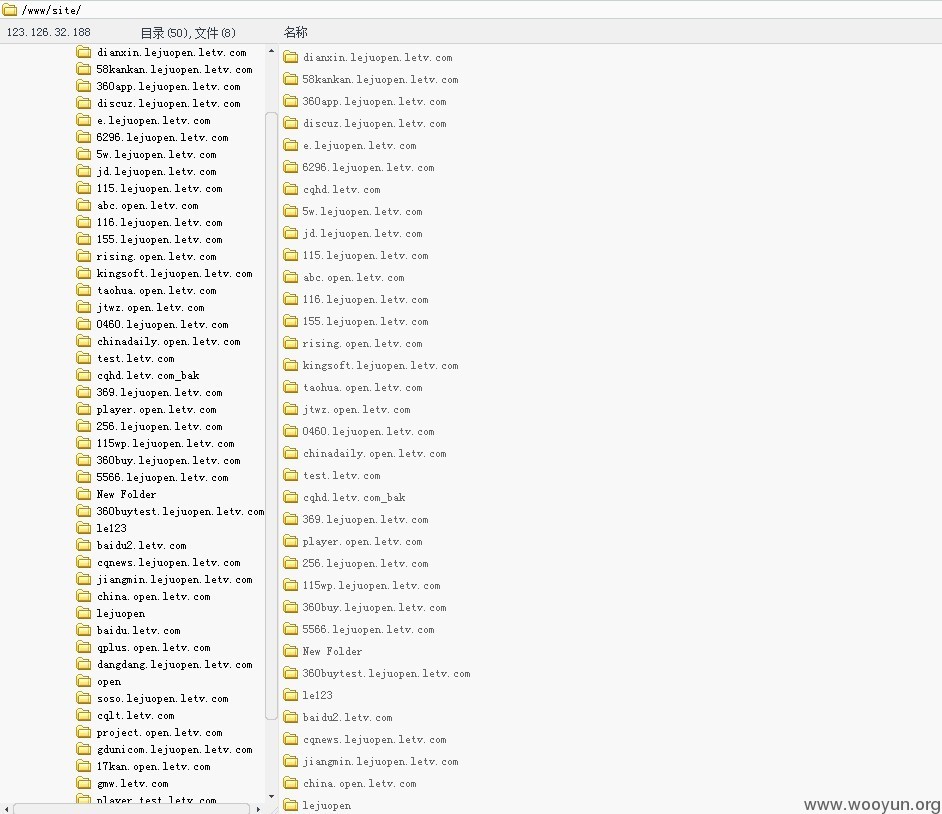 /www/site/
123.126.32.188 目录(50),文件(8) 名称
dianxin.lejuopen.letv.com
58kankan.lejuopen.letv.com
360app.lejuopen.letv.com
discuz.lejuopen.letv.com
e.lejuopen.letv.com
6296.lejuopen.letv.com
5w.lejuopen.letv.com
jd.lejuopen.letv.com
115.lejuopen.letv.com
abc.open.letv.com
116.lejuopen.letv.com
155.lejuopen.letv.com
rising.open.letv.com
kingsoft.lejuopen.letv.com
taohua.open.letv.com
jtwz.open.letv.com
0460.lejuopen.letv.com
chinadaily.open.letv.com
test.letv.com
cqhd.letv.com_bak
369.lejuopen.letv.com
player.open.letv.com
256.lejuopen.letv.com
115wp.lejuopen.letv.com
360buy.lejuopen.letv.com
5566.lejuopen.letv.com
New Folder
360buytest.lejuopen.letv.com
le123
baidu2.letv.com
cqnews.lejuopen.letv.com
jiangmin.lejuopen.letv.com
china.open.letv.com
lejuopen
baidu.letv.com
qplus.open.letv.com
dangdang.lejuopen.letv.com
open
soso.lejuopen.letv.com
cqlt.letv.com
project.open.letv.com
gdunicom.lejuopen.letv.com
17kan.open.letv.com
gmw.letv.com
player.test.letv.com
dianxin.lejuopen.letv.com
58kankan.lejuopen.letv.com
360app.lejuopen.letv.com
discuz.lejuopen.letv.com
e.lejuopen.letv.com
6296.lejuopen.letv.com
cqhd.letv.com
5w.lejuopen.letv.com
jd.lejuopen.letv.com
115.lejuopen.letv.com
abc.open.letv.com
116.lejuopen.letv.com
155.lejuopen.letv.com
rising.open.letv.com
kingsoft.lejuopen.letv.com
taohua.open.letv.com
jtwz.open.letv.com
0460.lejuopen.letv.com
chinadaily.open.letv.com
test.letv.com
cqhd.letv.com_bak
369.lejuopen.letv.com
player.open.letv.com
256.lejuopen.letv.com
115wp.lejuopen.letv.com
360buy.lejuopen.letv.com
5566.lejuopen.letv.com
New Folder
360buytest.lejuopen.letv.com
le123
baidu2.letv.com
cqnews.lejuopen.letv.com
jiangmin.lejuopen.letv.com
china.open.letv.com
lejuopen
www.wooyun.org